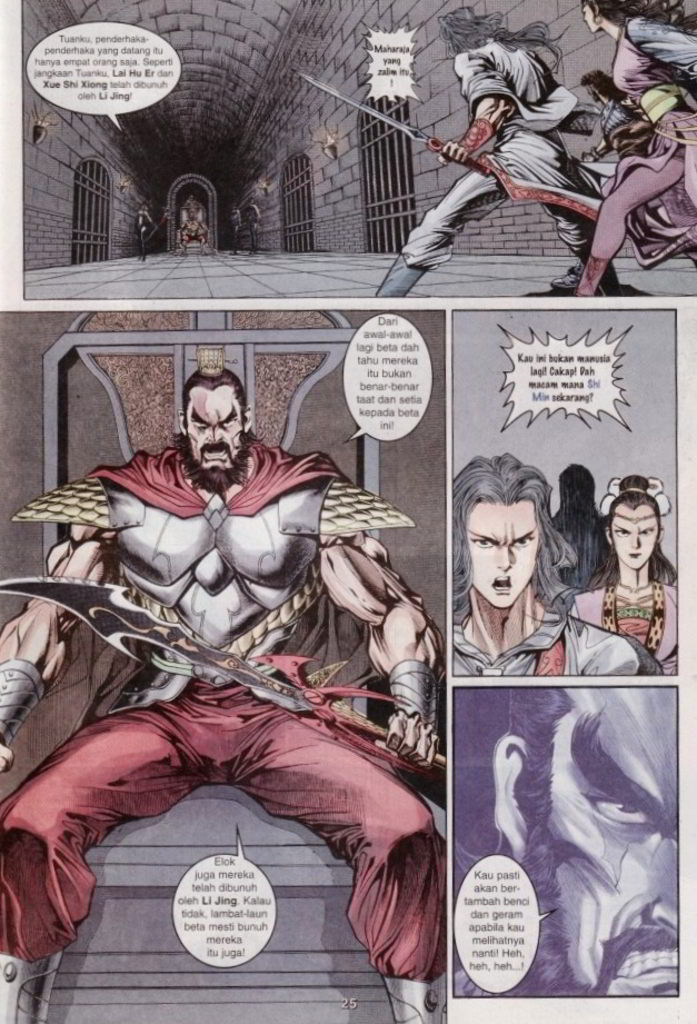 Tuanku, penderhaka-
penderhaka yang datang itu
hanya empat orang saja. Seperti
jangkaan Tuanku, Lai Hu Er dan
Xue Shi Xiong telah dibunuh
oleh Li Jing!
Maharaja
yang
zalim itu
!
Dari
awal-awal
lagi beta dah
tahu mereka
itu bukan
benar-benar
taat dan setia
kepada beta
ini!
Kau ini bukan manusia
lagi! Cakap! Dah
macam mana Shi
Min sekarang?
Elok
juga mereka
telah dibunuh
oleh Li Jing. Kalau
tidak, lambat-laun
beta mesti bunuh
mereka
itu juga!
Kau pasti
akan ber-
tambah benci
dan geram
apabila kau
melihatnya
nanti! Heh,
heh, heh...!
25